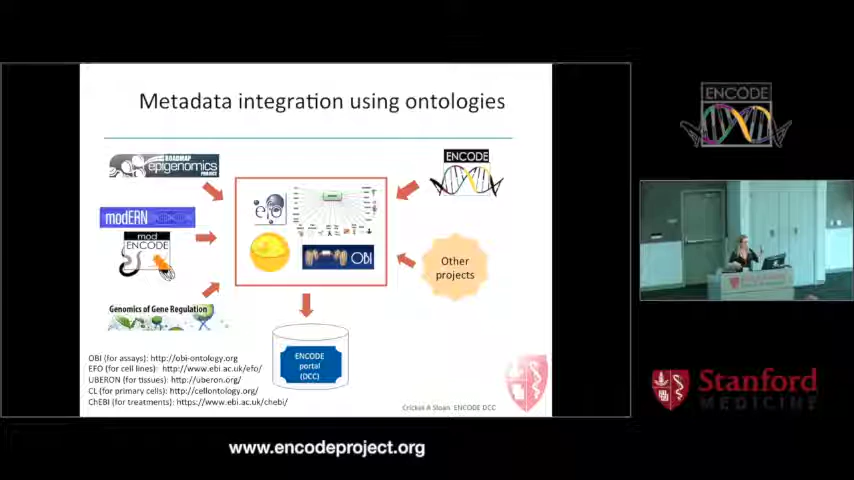 Metadata integration using ontologies
ROADMAP
epigenomics
PROJECT
ENCODE
modERN
mod
ENCODE
efo
OBI
Other
projects
Genomics of Gene Regulation
ENCODE
portal
(DCC)
OBI (for assays): http://obi-ontology.org
EFO (for cell lines): http://www.ebi.ac.uk/efo/
UBERON (for tissues): http://uberon.org/
CL (for primary cells): http://cellontology.org/
ChEBI (for treatments): https://www.ebi.ac.uk/chebi/
Cricket A Sloan ENCODE DCC
ENCODE
Stanford
MEDICINE
www.encodeproject.org